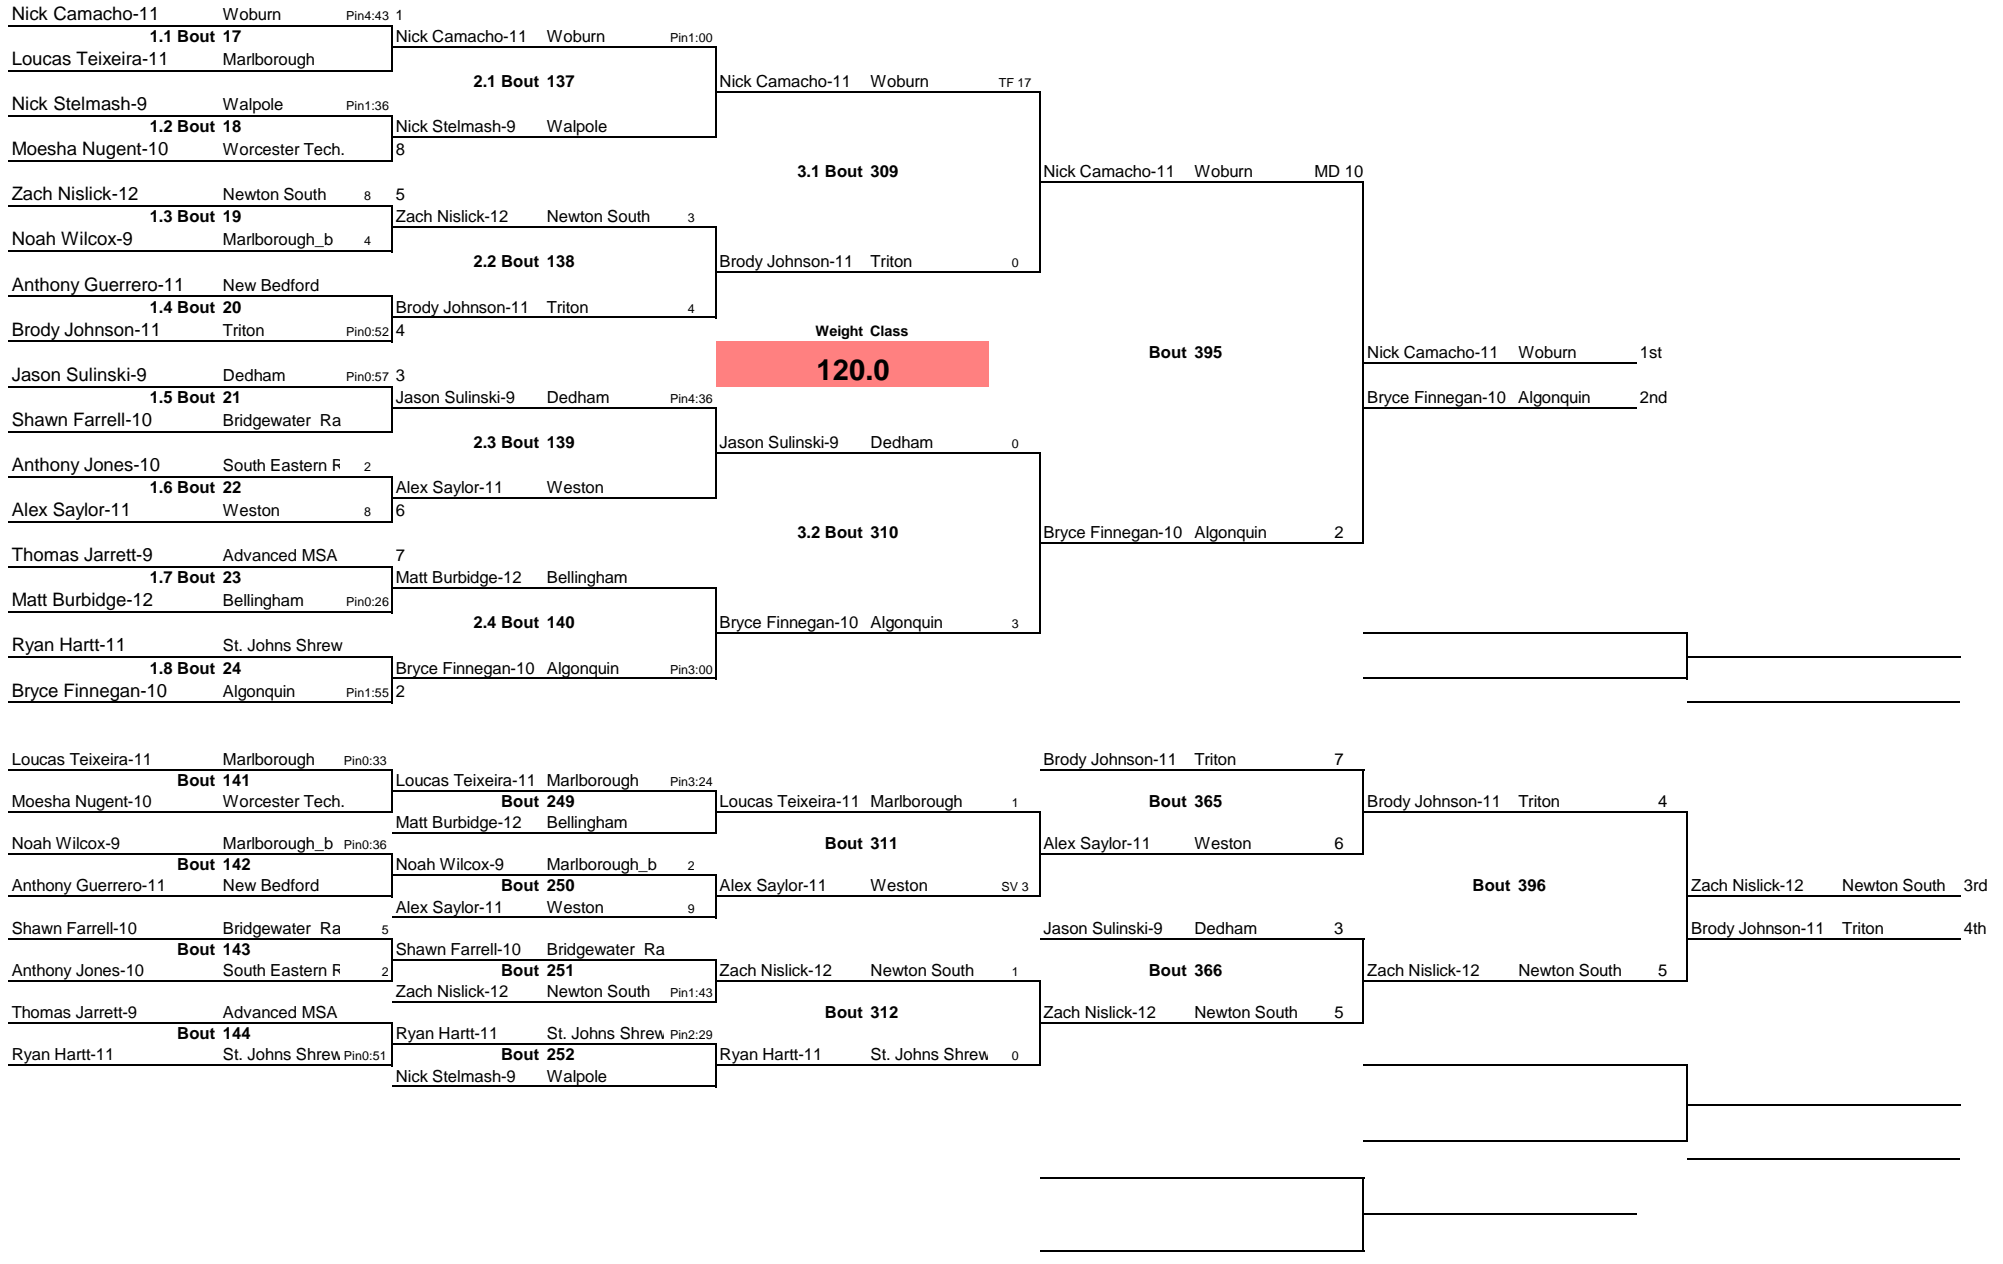 Nick Camacho-11 Woburn Pin4:43 1
1.1 Bout 17
Loucas Teixeira-11 Marlborough
Nick Stelmash-9 Walpole Pin1:36
1.2 Bout 18
Moesha Nugent-10 Worcester Tech. 8
Zach Nislick-12 Newton South 8 5
1.3 Bout 19
Noah Wilcox-9 Marlborough_b 4
Anthony Guerrero-11 New Bedford
1.4 Bout 20
Brody Johnson-11 Triton Pin0:52 4
Jason Sulinski-9 Dedham Pin0:57 3
1.5 Bout 21
Shawn Farrell-10 Bridgewater Ra
Anthony Jones-10 South Eastern R 2
1.6 Bout 22
Alex Saylor-11 Weston 8 6
Thomas Jarrett-9 Advanced MSA 7
1.7 Bout 23
Matt Burbidge-12 Bellingham Pin0:26
Ryan Hartt-11 St. Johns Shrew
1.8 Bout 24
Bryce Finnegan-10 Algonquin Pin1:55 2
Nick Camacho-11 Woburn Pin1:00
2.1 Bout 137
Nick Stelmash-9 Walpole
Zach Nislick-12 Newton South 3
2.2 Bout 138
Brody Johnson-11 Triton 4
Jason Sulinski-9 Dedham Pin4:36
2.3 Bout 139
Alex Saylor-11 Weston
Matt Burbidge-12 Bellingham
2.4 Bout 140
Bryce Finnegan-10 Algonquin Pin3:00
Nick Camacho-11 Woburn TF 17
3.1 Bout 309
Brody Johnson-11 Triton 0
Weight Class
120.0
Jason Sulinski-9 Dedham 0
3.2 Bout 310
Bryce Finnegan-10 Algonquin 3
Nick Camacho-11 Woburn MD 10
Bout 395
Bryce Finnegan-10 Algonquin 2
Nick Camacho-11 Woburn 1st
Bryce Finnegan-10 Algonquin 2nd
Loucas Teixeira-11 Marlborough Pin0:33
Bout 141
Moesha Nugent-10 Worcester Tech.
Noah Wilcox-9 Marlborough_b Pin0:36
Bout 142
Anthony Guerrero-11 New Bedford
Shawn Farrell-10 Bridgewater Ra 5
Bout 143
Anthony Jones-10 South Eastern R 2
Thomas Jarrett-9 Advanced MSA
Bout 144
Ryan Hartt-11 St. Johns Shrew Pin0:51
Loucas Teixeira-11 Marlborough Pin3:24
Bout 249
Matt Burbidge-12 Bellingham
Noah Wilcox-9 Marlborough_b 2
Bout 250
Alex Saylor-11 Weston 9
Shawn Farrell-10 Bridgewater Ra
Bout 251
Zach Nislick-12 Newton South Pin1:43
Ryan Hartt-11 St. Johns Shrew Pin2:29
Bout 252
Nick Stelmash-9 Walpole
Loucas Teixeira-11 Marlborough 1
Bout 311
Alex Saylor-11 Weston SV 3
Zach Nislick-12 Newton South 1
Bout 312
Ryan Hartt-11 St. Johns Shrew 0
Brody Johnson-11 Triton 7
Bout 365
Alex Saylor-11 Weston 6
Jason Sulinski-9 Dedham 3
Bout 366
Zach Nislick-12 Newton South 5
Brody Johnson-11 Triton 4
Bout 396
Zach Nislick-12 Newton South 5
Zach Nislick-12 Newton South 3rd
Brody Johnson-11 Triton 4th